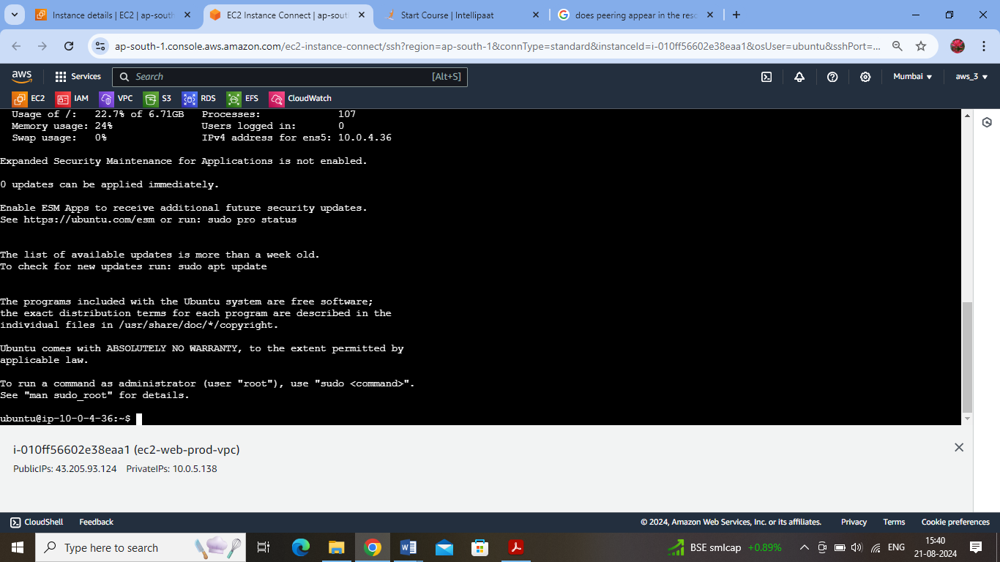 Instance details | EC2 | ap-south
EC2 Instance Connect | ap-sout
Start Course | Intellipaat
does peering appear in the reso
ap-south-1.console.aws.amazon.com/ec2-instance-connect/ssh?region=ap-south-1&connType=standard&instanceId=i-010ff56602e38eaa1&osUser=ubuntu&sshPort=...
aws Services Search [Alt+S] Mumbai ▼ aws_3 ▼
EC2 IAM VPC S3 RDS EFS CloudWatch
Usage of /: 22.7% of 6.71GB Processes: 107
Memory usage: 24% Users logged in: 0
Swap usage: 0% IPv4 address for ens5: 10.0.4.36
Expanded Security Maintenance for Applications is not enabled.
0 updates can be applied immediately.
Enable ESM Apps to receive additional future security updates.
See https://ubuntu.com/esm or run: sudo pro status
The list of available updates is more than a week old.
To check for new updates run: sudo apt update
The programs included with the Ubuntu system are free software;
the exact distribution terms for each program are described in the
individual files in /usr/share/doc/*/copyright.
Ubuntu comes with ABSOLUTELY NO WARRANTY, to the extent permitted by
applicable law.
To run a command as administrator (user "root"), use "sudo <command>".
See "man sudo_root" for details.
ubuntu@ip-10-0-4-36:~$
i-010ff56602e38eaa1 (ec2-web-prod-vpc)
PublicIPs: 43.205.93.124 PrivateIPs: 10.0.5.138
CloudShell Feedback © 2024, Amazon Web Services, Inc. or its affiliates. Privacy Terms Cookie preferences
Type here to search BSE smlcap +0.89% ENG 15:40
21-08-2024